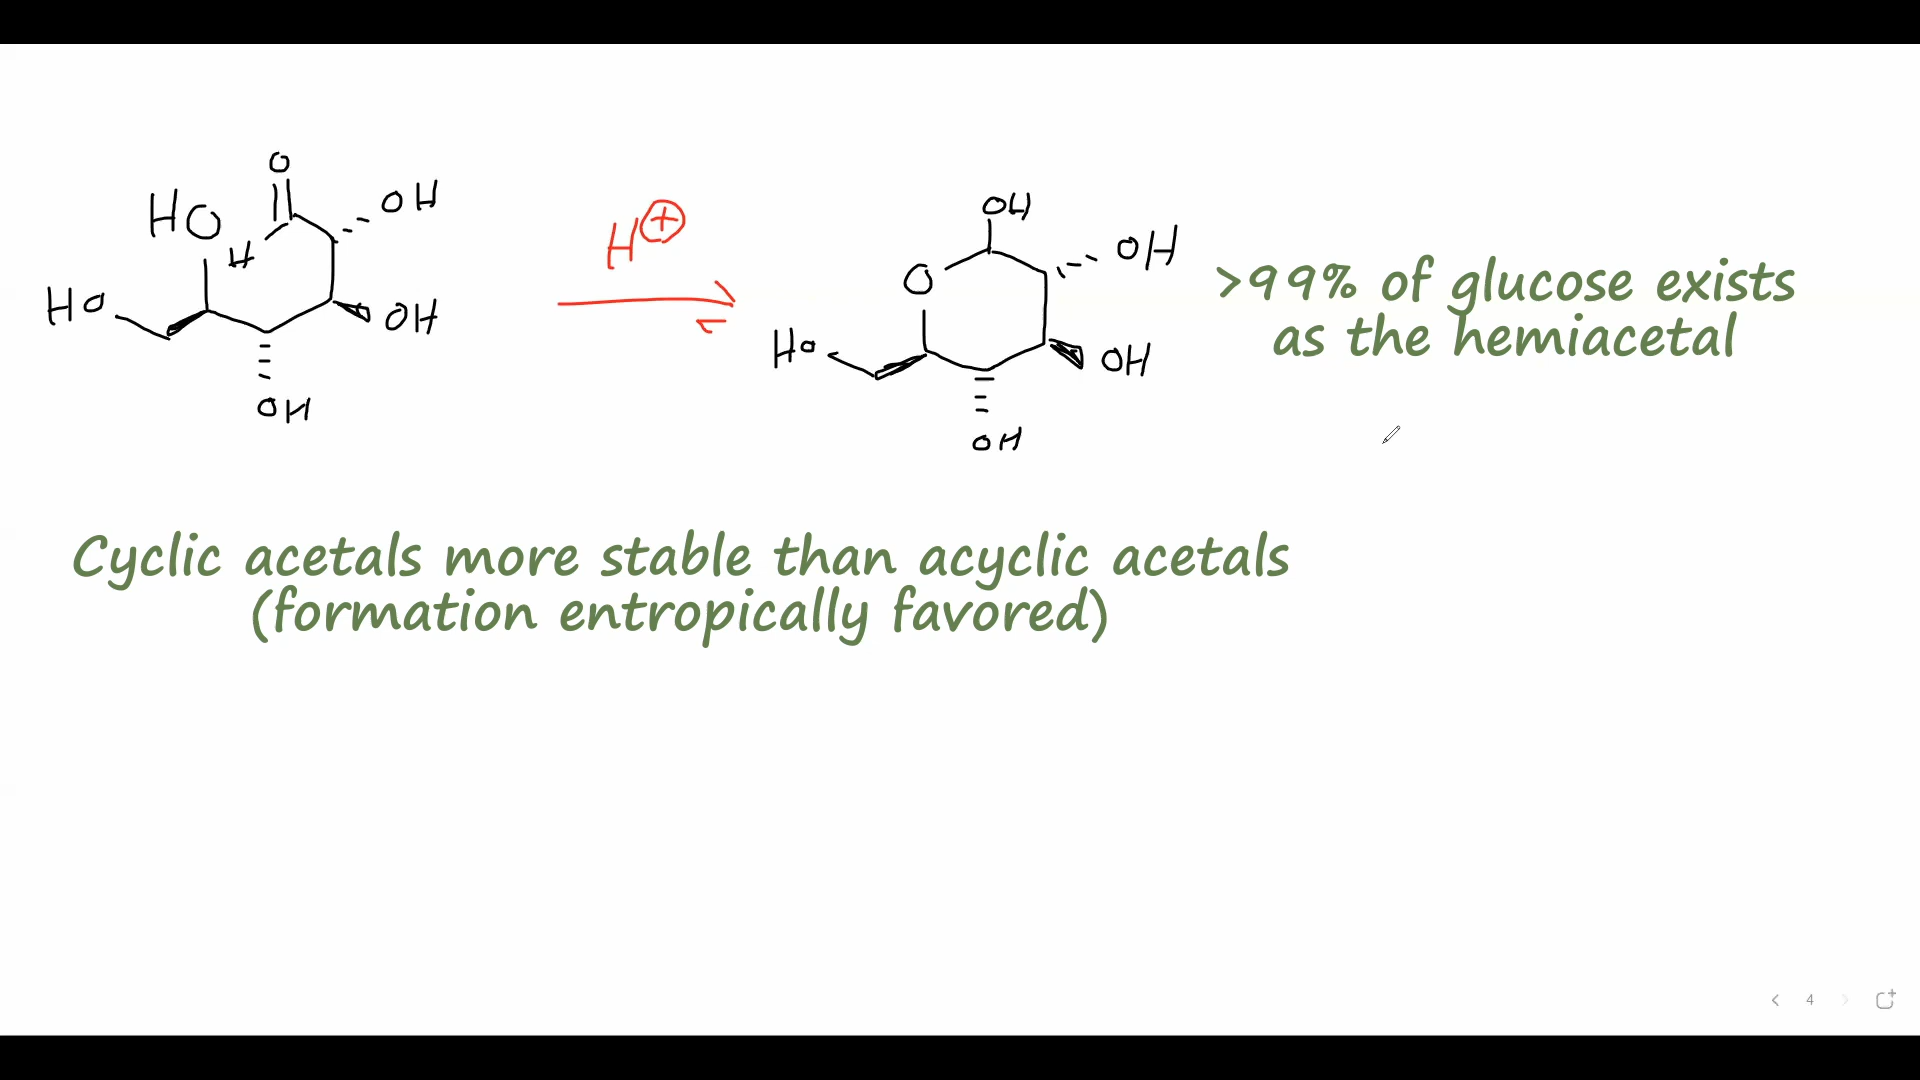 O
HO
OH
H
HO
OH
OH
H+
OH
OH
O
HO
OH
OH
>99% of glucose exists
as the hemiacetal
Cyclic acetals more stable than acyclic acetals
(formation entropically favored)
4